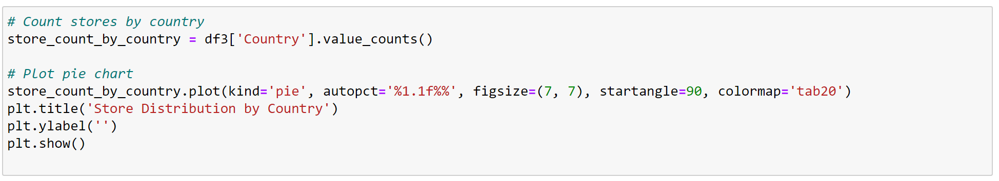 # Count stores by country
store_count_by_country = df3['Country'].value_counts()
# Plot pie chart
store_count_by_country.plot(kind='pie', autopct='%1.1f%%', figsize=(7, 7), startangle=90, colormap='tab20')
plt.title('Store Distribution by Country')
plt.ylabel('')
plt.show()